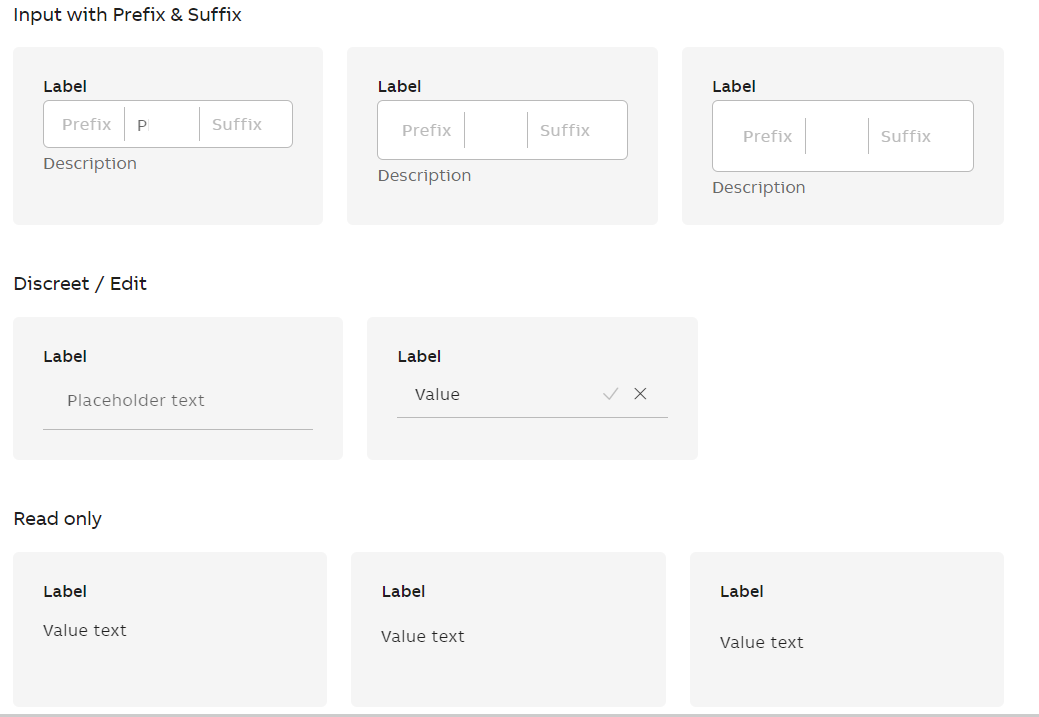 Input with Prefix & Suffix
Label Label Label
Prefix P Suffix Prefix Suffix Prefix Suffix
Description Description Description
Discreet / Edit
Label Label
Placeholder text Value
Read only
Label Label Label
Value text Value text Value text